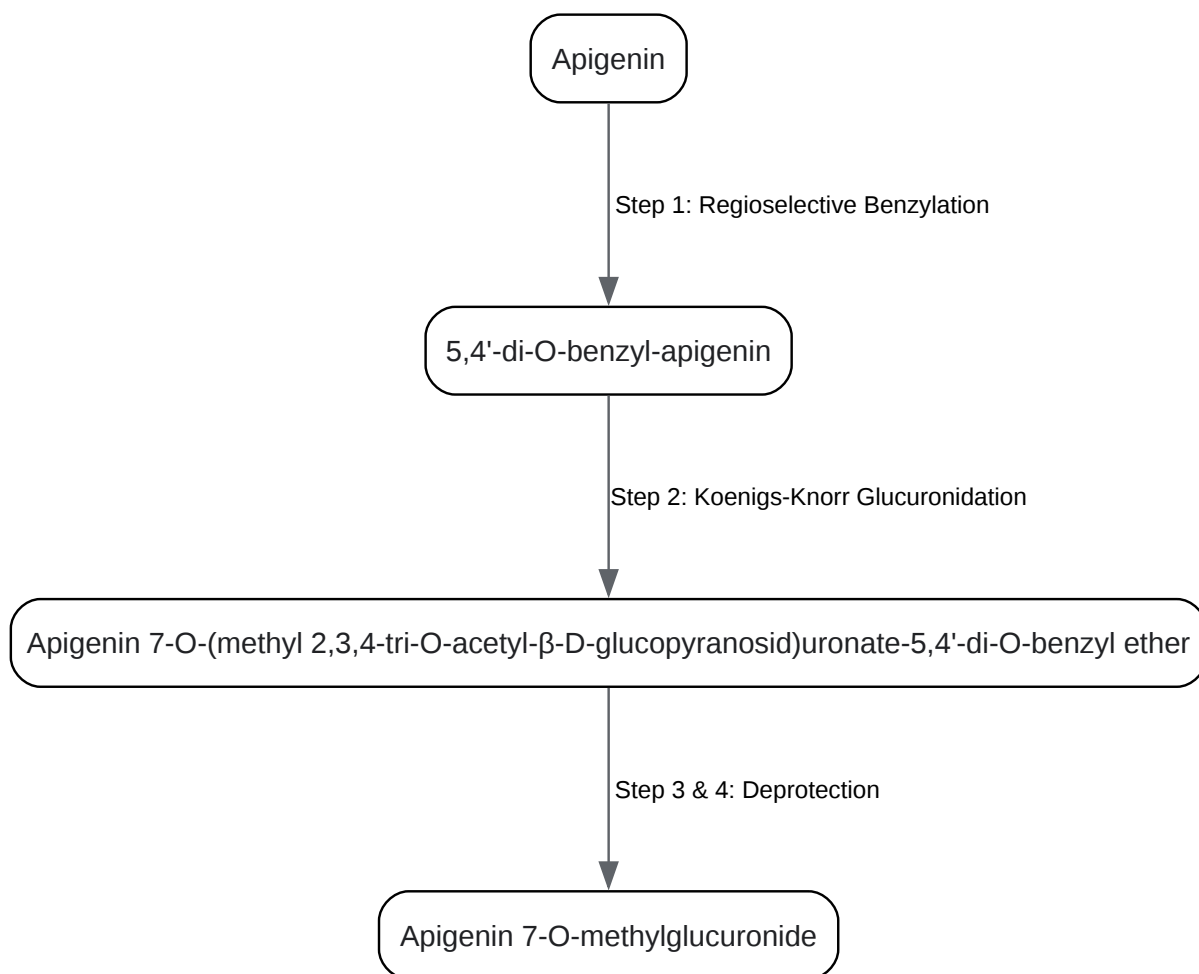 Apigenin
Step 1: Regioselective Benzylation
5,4'-di-O-benzyl-apigenin
Step 2: Koenigs-Knorr Glucuronidation
Apigenin 7-O-(methyl 2,3,4-tri-O-acetyl-β-D-glucopyranosid)uronate-5,4'-di-O-benzyl ether
Step 3 & 4: Deprotection
Apigenin 7-O-methylglucuronide